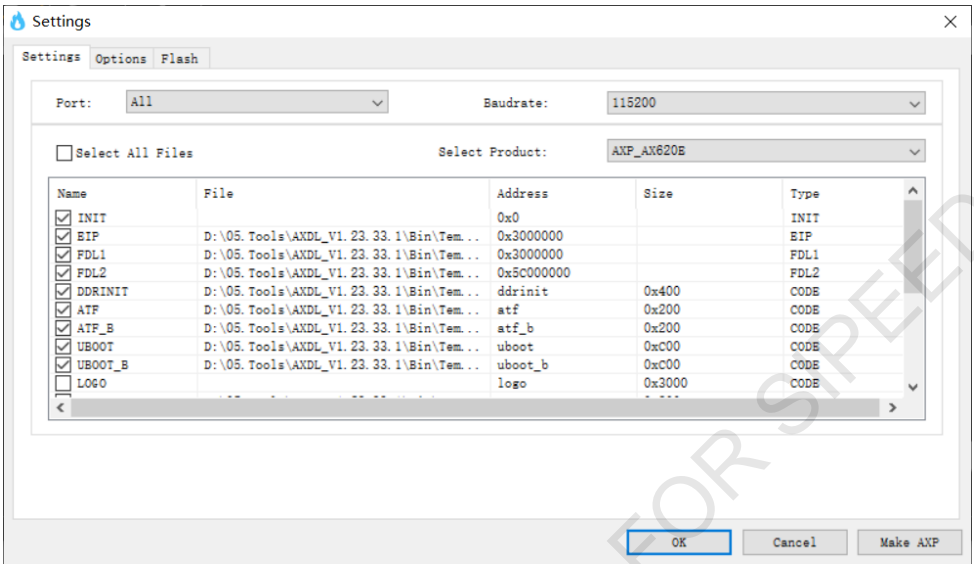 Settings
Settings Options Flash
Port: All Baudrate: 115200
Select All Files Select Product: AXP_AX620E
Name File Address Size Type
INIT 0x0 INIT
EIP D:\05.Tools\AXDL_V1.23.33.1\Bin\Tem... 0x3000000 EIP
FDL1 D:\05.Tools\AXDL_V1.23.33.1\Bin\Tem... 0x3000000 FDL1
FDL2 D:\05.Tools\AXDL_V1.23.33.1\Bin\Tem... 0x5C000000 FDL2
DDRINIT D:\05.Tools\AXDL_V1.23.33.1\Bin\Tem... ddrinit 0x400 CODE
ATF D:\05.Tools\AXDL_V1.23.33.1\Bin\Tem... atf 0x200 CODE
ATF_B D:\05.Tools\AXDL_V1.23.33.1\Bin\Tem... atf_b 0x200 CODE
UBOOT D:\05.Tools\AXDL_V1.23.33.1\Bin\Tem... uboot 0xC00 CODE
UBOOT_B D:\05.Tools\AXDL_V1.23.33.1\Bin\Tem... uboot_b 0xC00 CODE
LOGO logo 0x3000 CODE
OK Cancel Make AXP
FOR SIPEED